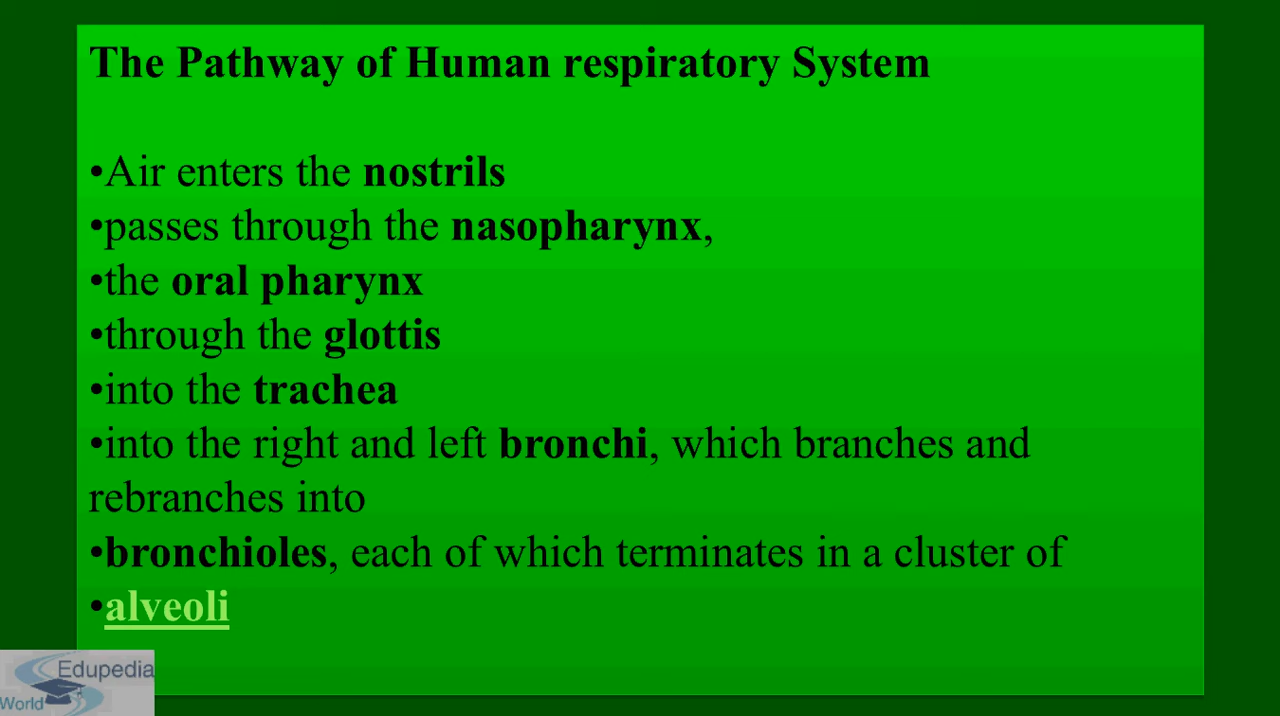 The Pathway of Human respiratory System
•Air enters the nostrils
•passes through the nasopharynx,
•the oral pharynx
•through the glottis
•into the trachea
•into the right and left bronchi, which branches and
rebranches into
•bronchioles, each of which terminates in a cluster of
•alveoli
Edupedia
World